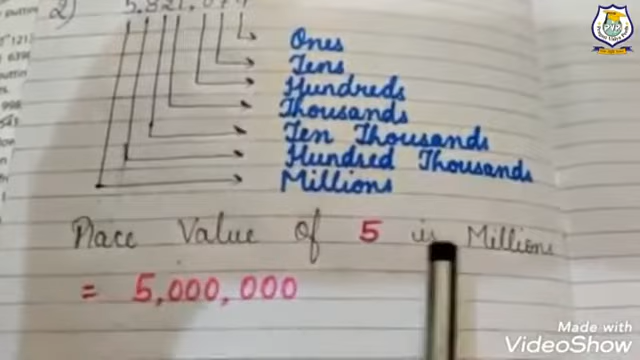 2)
Ones
Tens
Hundreds
Thousands
Ten Thousands
Hundred Thousands
Millions
Place Value of 5 is Millions
= 5,000,000
Made with
VideoShow